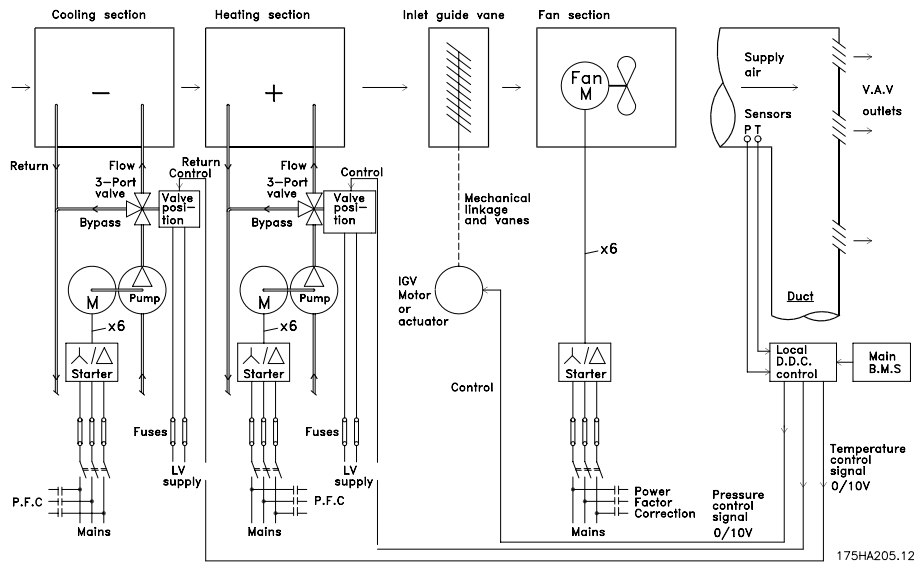 Cooling section
Heating section
Inlet guide vane
Fan section
Supply
air
V.A.V
outlets
Sensors
P T
Fan
M
−
+
Return
Flow
3-Port
valve
Control
Valve
posi-
tion
Bypass
Return
Flow
3-Port
valve
Control
Valve
posi-
tion
Bypass
Mechanical
linkage
and vanes
x6
M
Pump
M
Pump
IGV
Motor
or
actuator
Duct
x6
x6
Starter
Starter
Starter
Local
D.D.C.
control
Main
B.M.S
Control
Fuses
Fuses
LV
supply
LV
supply
Temperature
control
signal
0/10V
P.F.C
P.F.C
Power
Factor
Correction
Pressure
control
signal
0/10V
Mains
Mains
Mains
175HA205.12